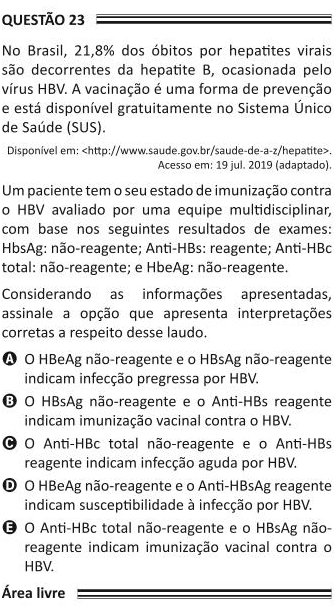 QUESTÃO 23
No Brasil, 21,8% dos óbitos por hepatites virais
são decorrentes da hepatite B, ocasionada pelo
vírus HBV. A vacinação é uma forma de prevenção
e está disponível gratuitamente no Sistema Único
de Saúde (SUS).
Disponível em: <http://www.saude.gov.br/saude-de-a-z/hepatite>.
Acesso em: 19 jul. 2019 (adaptado).
Um paciente tem o seu estado de imunização contra
o HBV avaliado por uma equipe multidisciplinar,
com base nos seguintes resultados de exames:
HbsAg: não-reagente; Anti-HBs: reagente; Anti-HBc
total: não-reagente; e HbeAg: não-reagente.
Considerando as informações apresentadas,
assinale a opção que apresenta interpretações
corretas a respeito desse laudo.
A O HBeAg não-reagente e o HBsAg não-reagente
indicam infecção pregressa por HBV.
B O HBsAg não-reagente e o Anti-HBs reagente
indicam imunização vacinal contra o HBV.
C O Anti-HBc total não-reagente e o Anti-HBs
reagente indicam infecção aguda por HBV.
D O HBeAg não-reagente e o Anti-HBsAg reagente
indicam susceptibilidade à infecção por HBV.
E O Anti-HBc total não-reagente e o HBsAg não-
reagente indicam imunização vacinal contra o
HBV.
Área livre